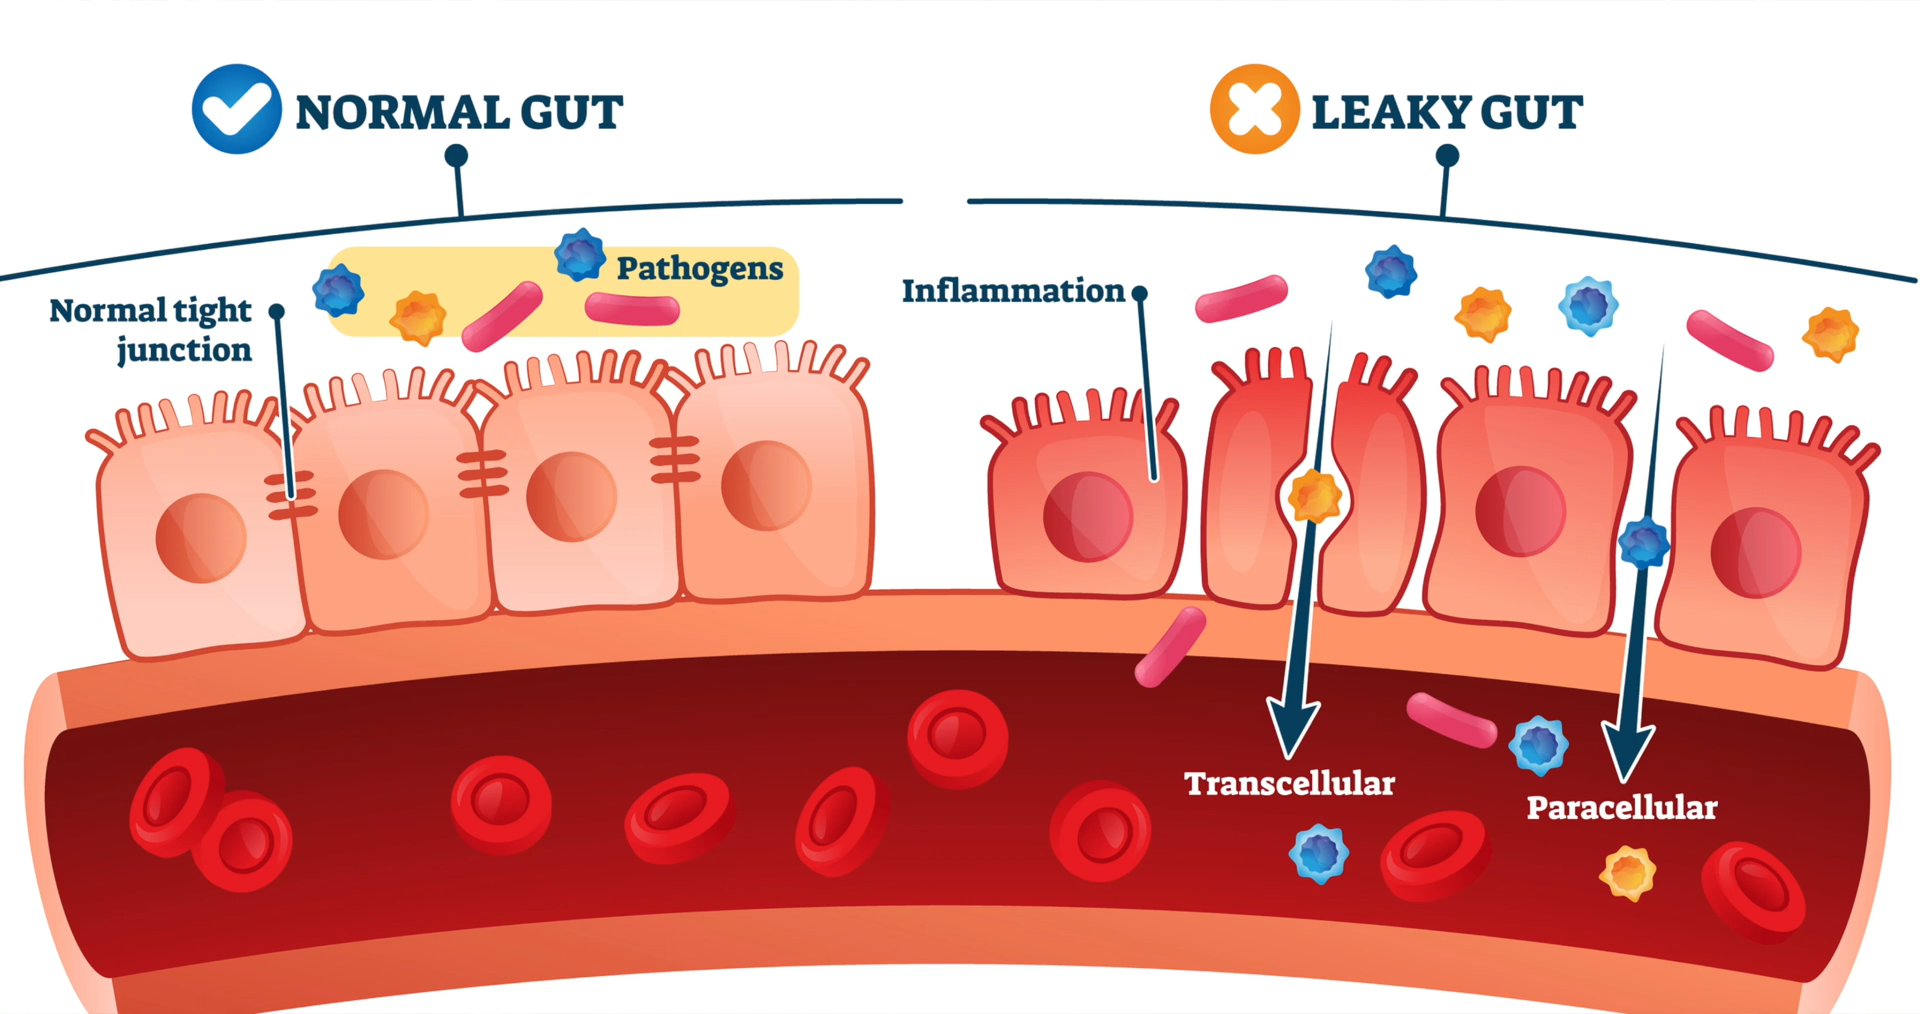 NORMAL GUT
LEAKY GUT
Pathogens
Normal tight
junction
Inflammation
Transcellular
Paracellular